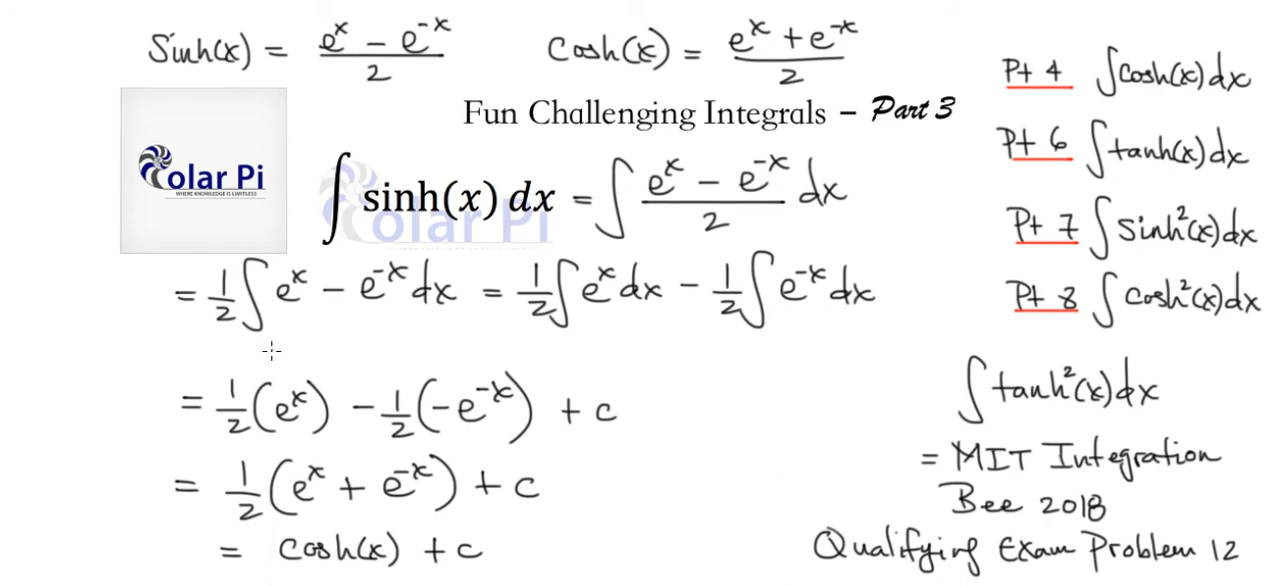 Sinh(x) = (e^x − e^-x)/2    Cosh(x) = (e^x + e^-x)/2
Fun Challenging Integrals – Part 3
Colar Pi
WHERE KNOWLEDGE IS LIMITLESS
∫ sinh(x) dx = ∫ (e^x − e^-x)/2 dx
= 1/2 ∫ e^x − e^-x dx = 1/2 ∫ e^x dx − 1/2 ∫ e^-x dx
= 1/2 (e^x) − 1/2 (−e^-x) + c
= 1/2 (e^x + e^-x) + c
= cosh(x) + c
Pt 4 ∫ cosh(x) dx
Pt 6 ∫ tanh(x) dx
Pt 7 ∫ Sinh²(x) dx
Pt 8 ∫ Cosh²(x) dx
∫ tanh²(x) dx
= MIT Integration
Bee 2018
Qualifying Exam Problem 12